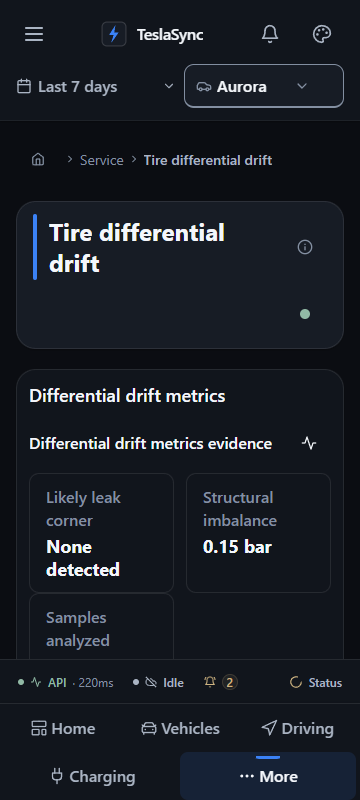 TeslaSync
Last 7 days
Aurora
Service
Tire differential drift
Tire differential
drift
Differential drift metrics
Differential drift metrics evidence
Likely leak
corner
None
detected
Structural
imbalance
0.15 bar
Samples
analyzed
API · 220ms
Idle
2
Status
Home
Vehicles
Driving
Charging
More